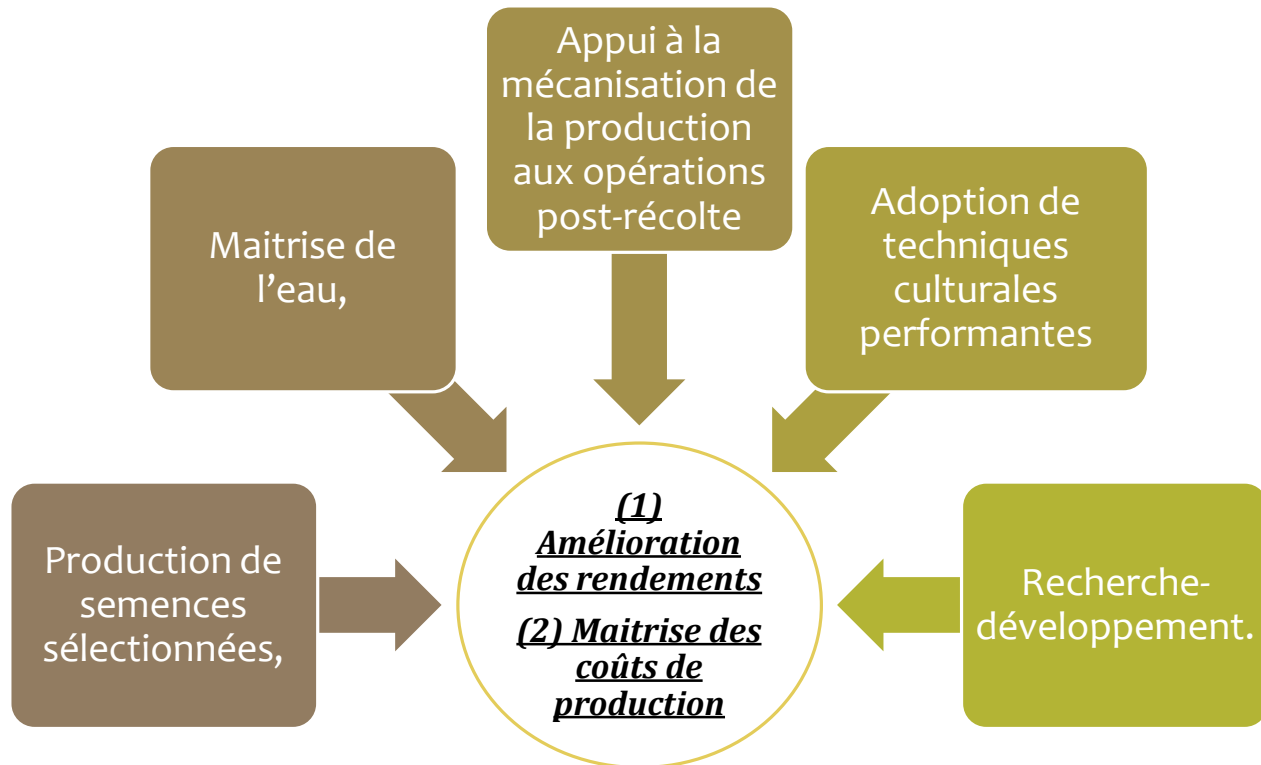 Appui à la
mécanisation de
la production
aux opérations
post-récolte
Maitrise de
l’eau,
Adoption de
techniques
culturales
performantes
Production de
semences
sélectionnées,
(1)
Amélioration
des rendements
(2) Maitrise des
coûts de
production
Recherche-
développement.